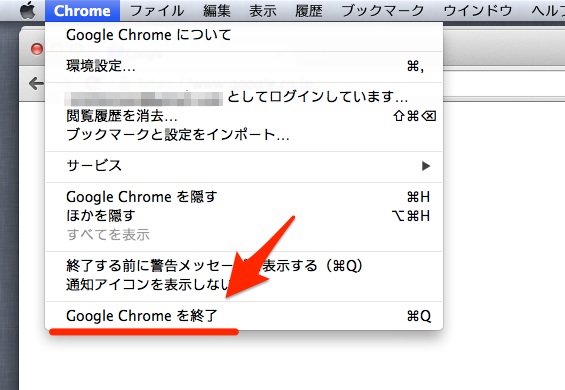 Chrome ファイル 編集 表示 履歴 ブックマーク ウインドウ ヘル
Google Chrome について
環境設定... ⌘,
としてログインしています...
閲覧履歴を消去... ⇧⌘⌫
ブックマークと設定をインポート...
サービス ▶
Google Chrome を隠す ⌘H
ほかを隠す ⌥⌘H
すべてを表示
終了する前に警告メッセー 表示する（⌘Q）
通知アイコンを表示しない
Google Chrome を終了 ⌘Q